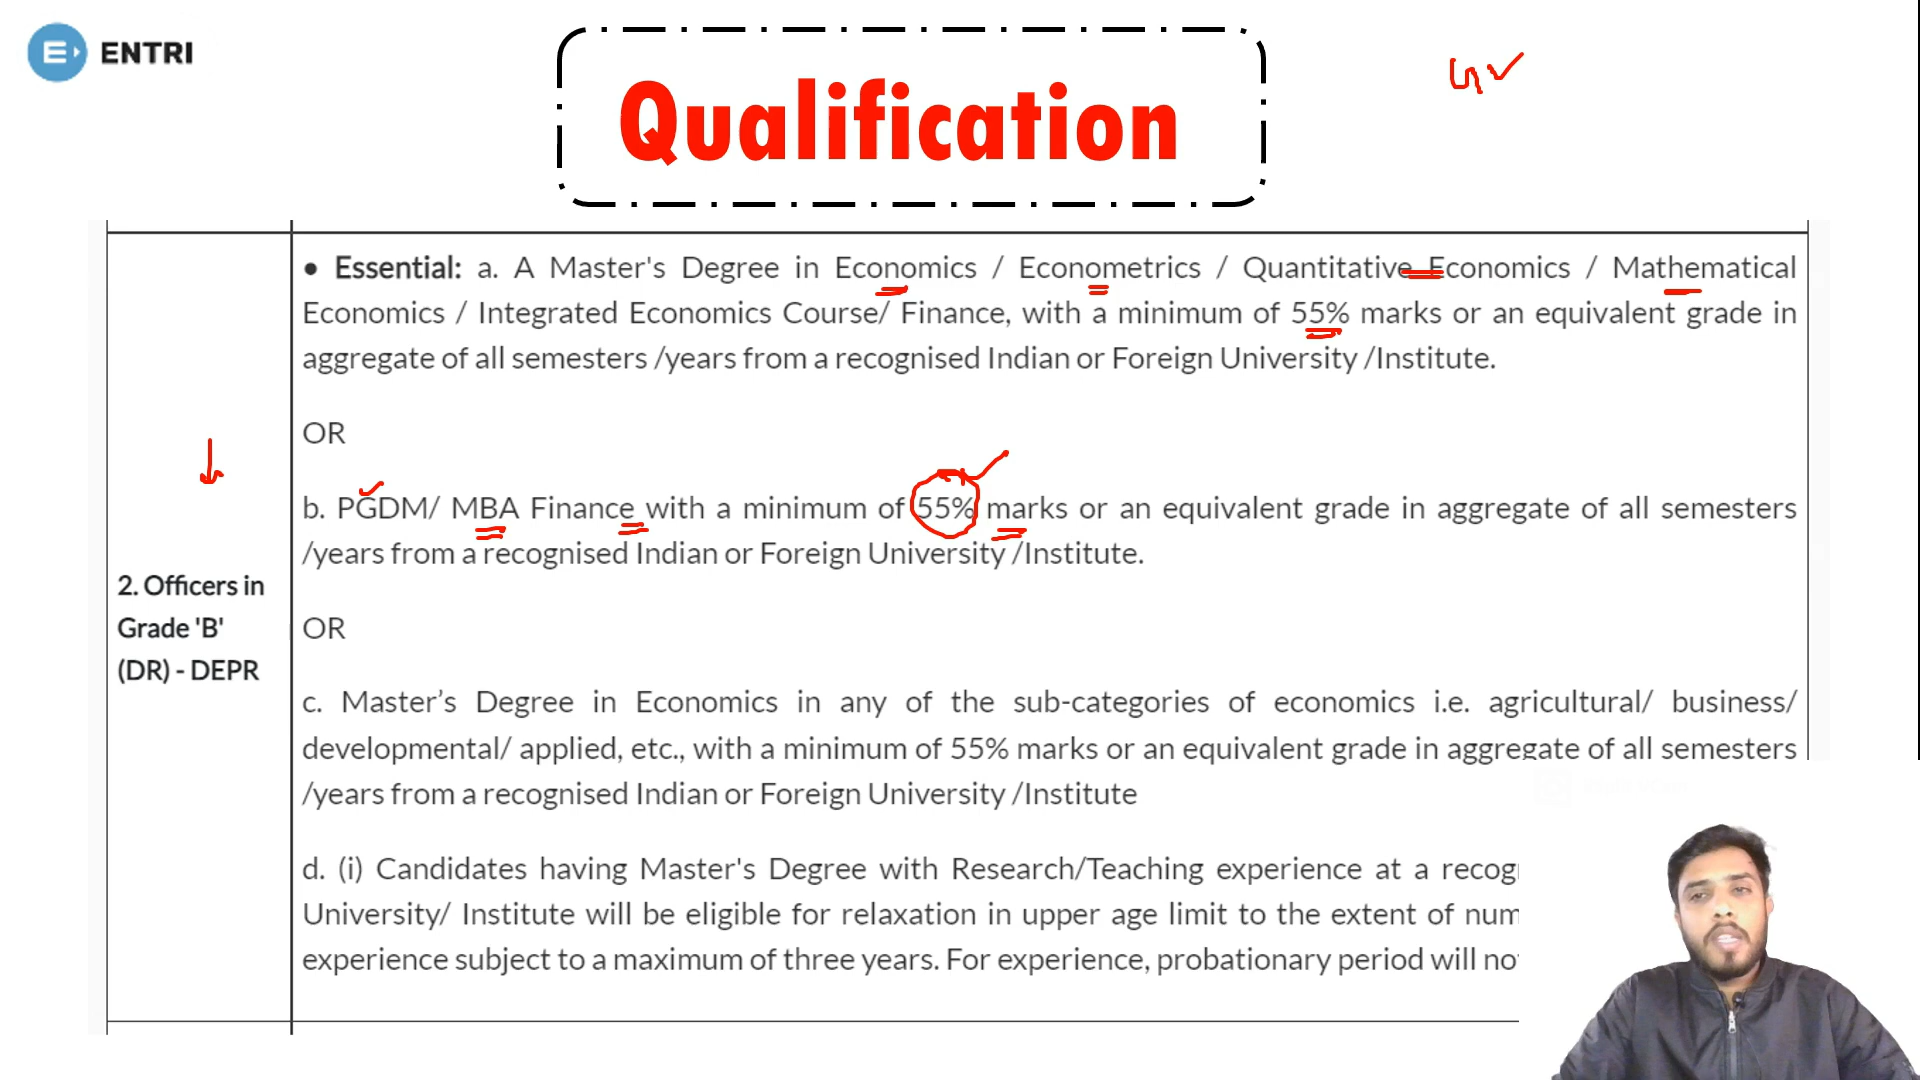 ENTRI
Qualification
• Essential: a. A Master's Degree in Economics / Econometrics / Quantitative Economics / Mathematical
Economics / Integrated Economics Course/ Finance, with a minimum of 55% marks or an equivalent grade in
aggregate of all semesters /years from a recognised Indian or Foreign University /Institute.
OR
b. PGDM/ MBA Finance with a minimum of 55% marks or an equivalent grade in aggregate of all semesters
/years from a recognised Indian or Foreign University /Institute.
2. Officers in
Grade 'B'
(DR) - DEPR
OR
c. Master’s Degree in Economics in any of the sub-categories of economics i.e. agricultural/ business/
developmental/ applied, etc., with a minimum of 55% marks or an equivalent grade in aggregate of all semesters
/years from a recognised Indian or Foreign University /Institute
d. (i) Candidates having Master's Degree with Research/Teaching experience at a recog
University/ Institute will be eligible for relaxation in upper age limit to the extent of num
experience subject to a maximum of three years. For experience, probationary period will no